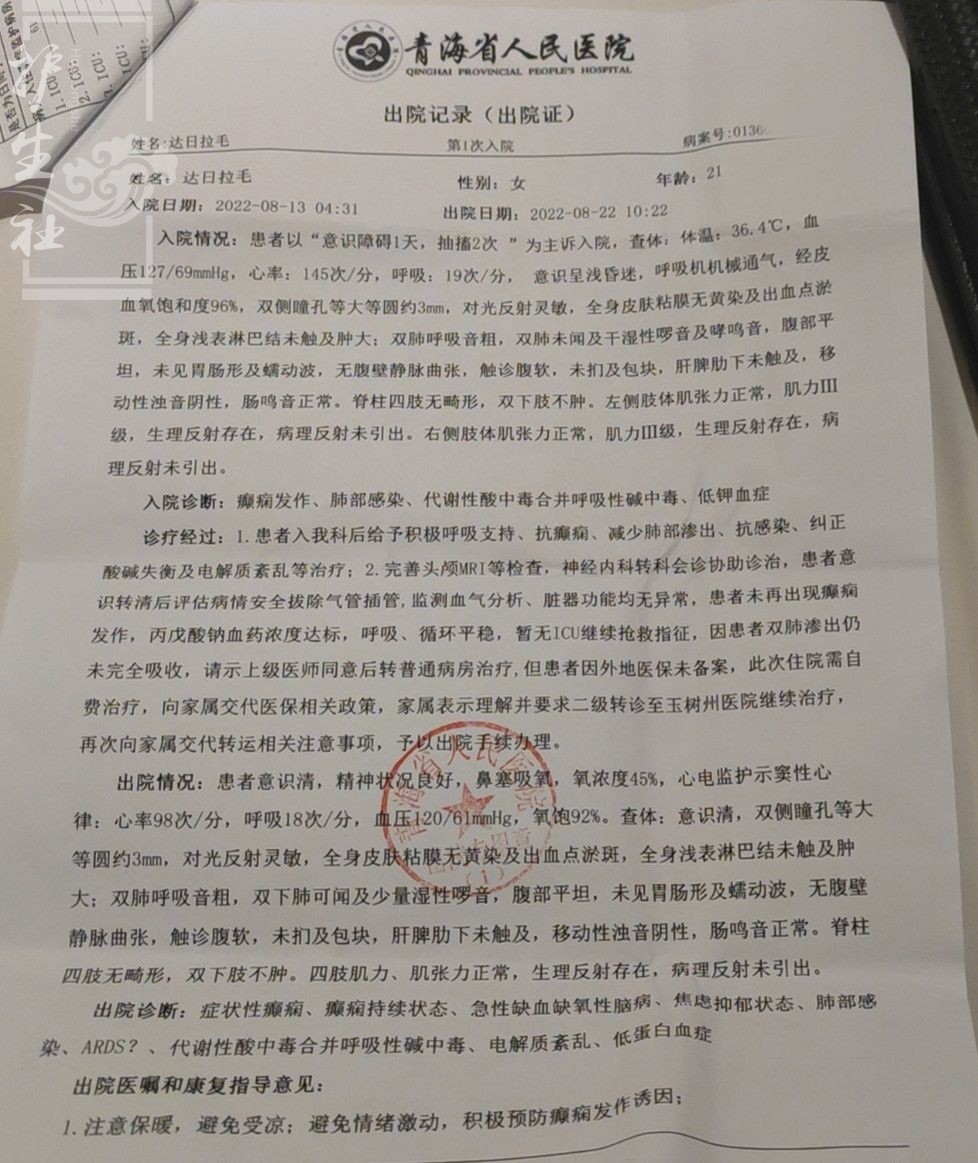 是否为日间
护生社
61
1.ICU:
2.ICU:
ICU:
青海省人民医院
QINGHAI PROVINCIAL PEOPLE'S HOSPITAL
出院记录（出院证）
姓名:达日拉毛 第1次入院 病案号:0136
姓名：达日拉毛 性别：女 年龄：21
入院日期：2022-08-13 04:31 出院日期：2022-08-22 10:22
入院情况：患者以“意识障碍1天，抽搐2次 ”为主诉入院，查体：体温：36.4℃，血
压127/69mmHg，心率：145次/分，呼吸：19次/分， 意识呈浅昏迷，呼吸机机械通气，经皮
血氧饱和度96%，双侧瞳孔等大等圆约3mm，对光反射灵敏，全身皮肤粘膜无黄染及出血点淤
斑，全身浅表淋巴结未触及肿大；双肺呼吸音粗，双肺未闻及干湿性啰音及哮鸣音，腹部平
坦，未见胃肠形及蠕动波，无腹壁静脉曲张，触诊腹软，未扪及包块，肝脾肋下未触及，移
动性浊音阴性，肠鸣音正常。脊柱四肢无畸形，双下肢不肿。左侧肢体肌张力正常，肌力III
级，生理反射存在，病理反射未引出。右侧肢体肌张力正常，肌力III级，生理反射存在，病
理反射未引出。
入院诊断：癫痫发作、肺部感染、代谢性酸中毒合并呼吸性碱中毒、低钾血症
诊疗经过：1.患者入我科后给予积极呼吸支持、抗癫痫、减少肺部渗出、抗感染、纠正
酸碱失衡及电解质紊乱等治疗；2.完善头颅MRI等检查，神经内科转科会诊协助诊治，患者意
识转清后评估病情安全拔除气管插管,监测血气分析、脏器功能均无异常，患者未再出现癫痫
发作，丙戊酸钠血药浓度达标，呼吸、循环平稳，暂无ICU继续抢救指征，因患者双肺渗出仍
未完全吸收，请示上级医师同意后转普通病房治疗,但患者因外地医保未备案，此次住院需自
费治疗，向家属交代医保相关政策，家属表示理解并要求二级转诊至玉树州医院继续治疗，
再次向家属交代转运相关注意事项，予以出院手续办理。
出院情况：患者意识清，精神状况良好，鼻塞吸氧，氧浓度45%，心电监护示窦性心
律：心率98次/分，呼吸18次/分，血压120/61mmHg，氧饱92%。查体：意识清，双侧瞳孔等大
等圆约3mm，对光反射灵敏，全身皮肤粘膜无黄染及出血点淤斑，全身浅表淋巴结未触及肿
大；双肺呼吸音粗，双下肺可闻及少量湿性啰音，腹部平坦，未见胃肠形及蠕动波，无腹壁
静脉曲张，触诊腹软，未扪及包块，肝脾肋下未触及，移动性浊音阴性，肠鸣音正常。脊柱
四肢无畸形，双下肢不肿。四肢肌力、肌张力正常，生理反射存在，病理反射未引出。
出院诊断：症状性癫痫、癫痫持续状态、急性缺血缺氧性脑病、焦虑抑郁状态、肺部感
染、ARDS？、代谢性酸中毒合并呼吸性碱中毒、电解质紊乱、低蛋白血症
出院医嘱和康复指导意见：
1.注意保暖，避免受凉；避免情绪激动，积极预防癫痫发作诱因；
青海省人民医院
（1）